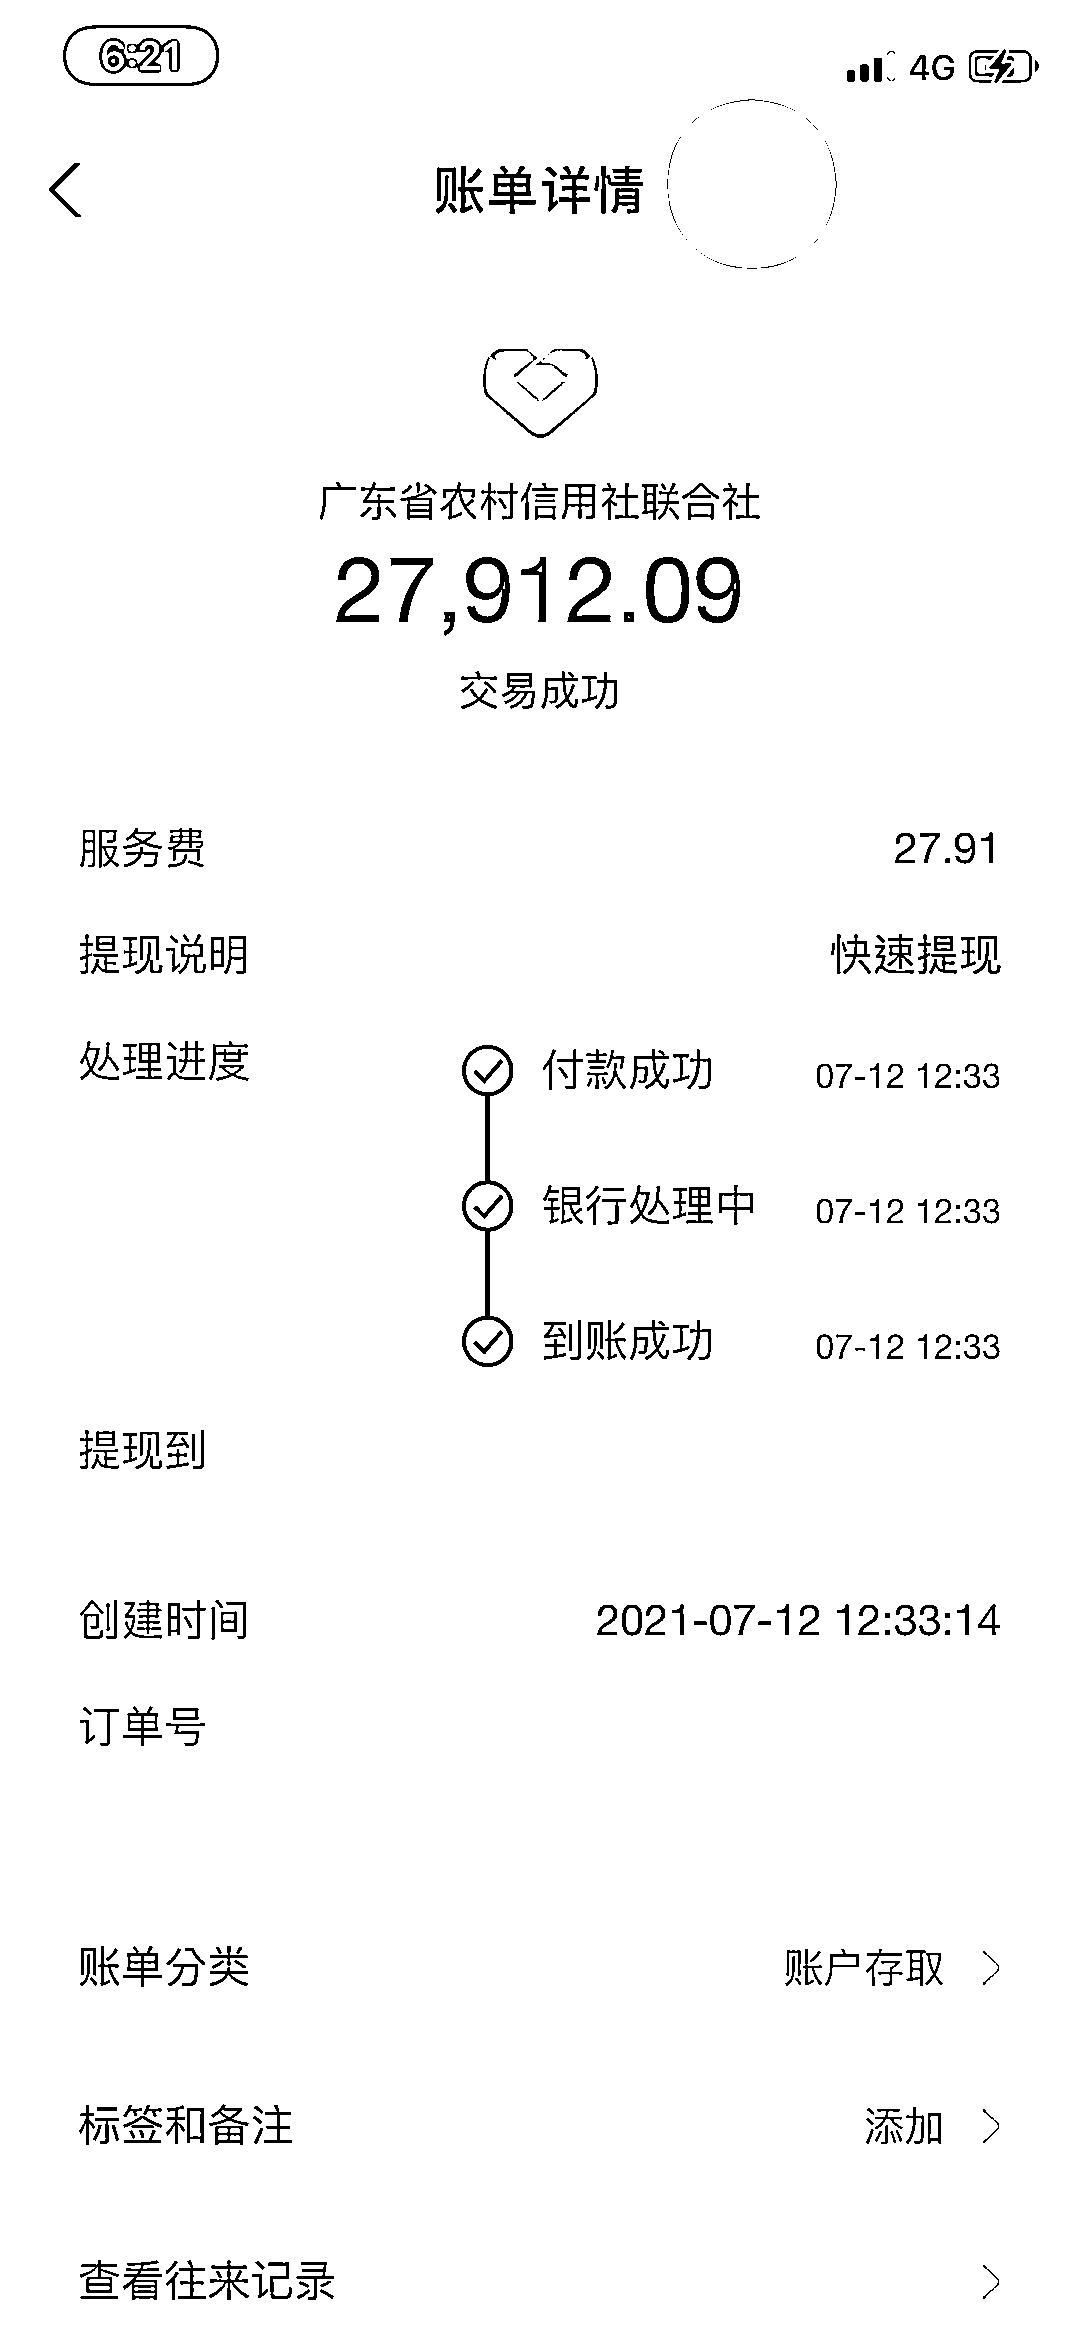 6:21
4G
账单详情
广东省农村信用社联合社
27,912.09
交易成功
服务费 27.91
提现说明 快速提现
处理进度 付款成功 07-12 12:33
银行处理中 07-12 12:33
到账成功 07-12 12:33
提现到
创建时间 2021-07-12 12:33:14
订单号
账单分类 账户存取
标签和备注 添加
查看往来记录